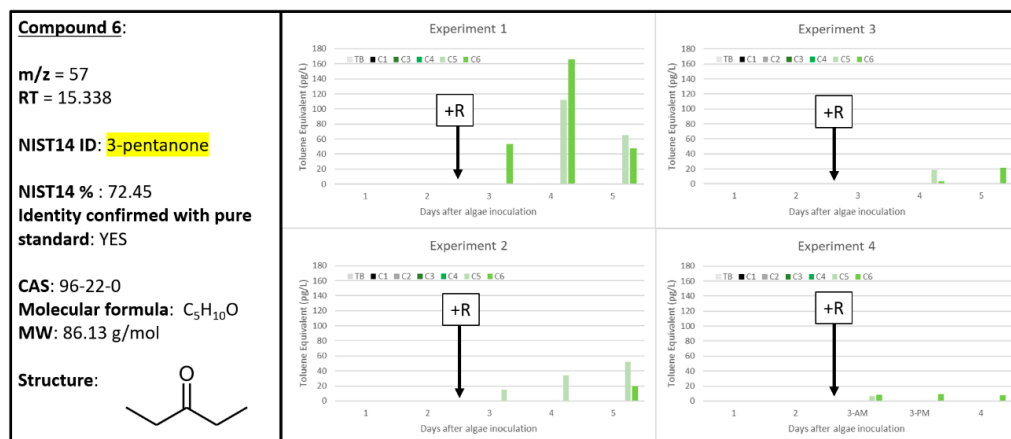 Compound 6:
m/z = 57
RT = 15.338
NIST14 ID: 3-pentanone
NIST14 % : 72.45
Identity confirmed with pure
standard: YES
CAS: 96-22-0
Molecular formula: C₅H₁₀O
MW: 86.13 g/mol
Structure:
O
Experiment 1
Toluene Equivalent (pg/L)
180
160
140
120
100
80
60
40
20
0
TB C1 C3 C4 C5 C6
+R
1 2 3 4 5
Days after algae inoculation
Experiment 3
Toluene Equivalent (pg/L)
180
160
140
120
100
80
60
40
20
0
TB C1 C2 C3 C4 C5 C6
+R
1 2 3 4 5
Days after algae inoculation
Experiment 2
Toluene Equivalent (pg/L)
180
160
140
120
100
80
60
40
20
0
TB C1 C2 C3 C4 C5 C6
+R
1 2 3 4 5
Days after algae inoculation
Experiment 4
Toluene Equivalent (pg/L)
180
160
140
120
100
80
60
40
20
0
TB C1 C2 C3 C4 C5 C6
+R
1 2 3-AM 3-PM 4
Days after algae inoculation